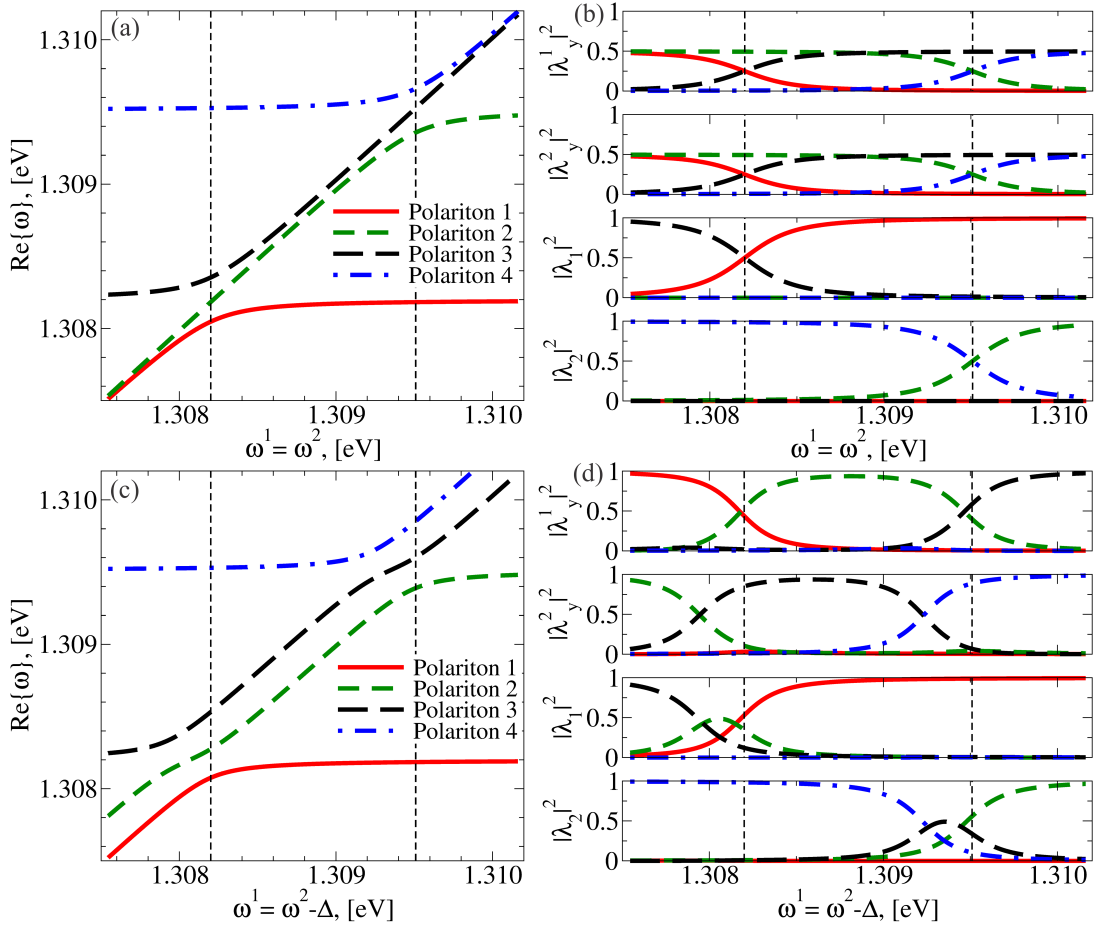 (a)
1.310
1.309
1.308
Re{ω}, [eV]
Polariton 1
Polariton 2
Polariton 3
Polariton 4
1.308 1.309 1.310
ω¹ = ω², [eV]
(b)
|λ¹y|²
1
0.5
0
|λ²y|²
1
0.5
0
|λ₁|²
1
0.5
0
|λ₂|²
1
0.5
0
1.308 1.309 1.310
ω¹ = ω², [eV]
(c)
1.310
1.309
1.308
Re{ω}, [eV]
Polariton 1
Polariton 2
Polariton 3
Polariton 4
1.308 1.309 1.310
ω¹ = ω²-Δ, [eV]
(d)
|λ¹y|²
1
0.5
0
|λ²y|²
1
0.5
0
|λ₁|²
1
0.5
0
|λ₂|²
1
0.5
0
1.308 1.309 1.310
ω¹ = ω²-Δ, [eV]